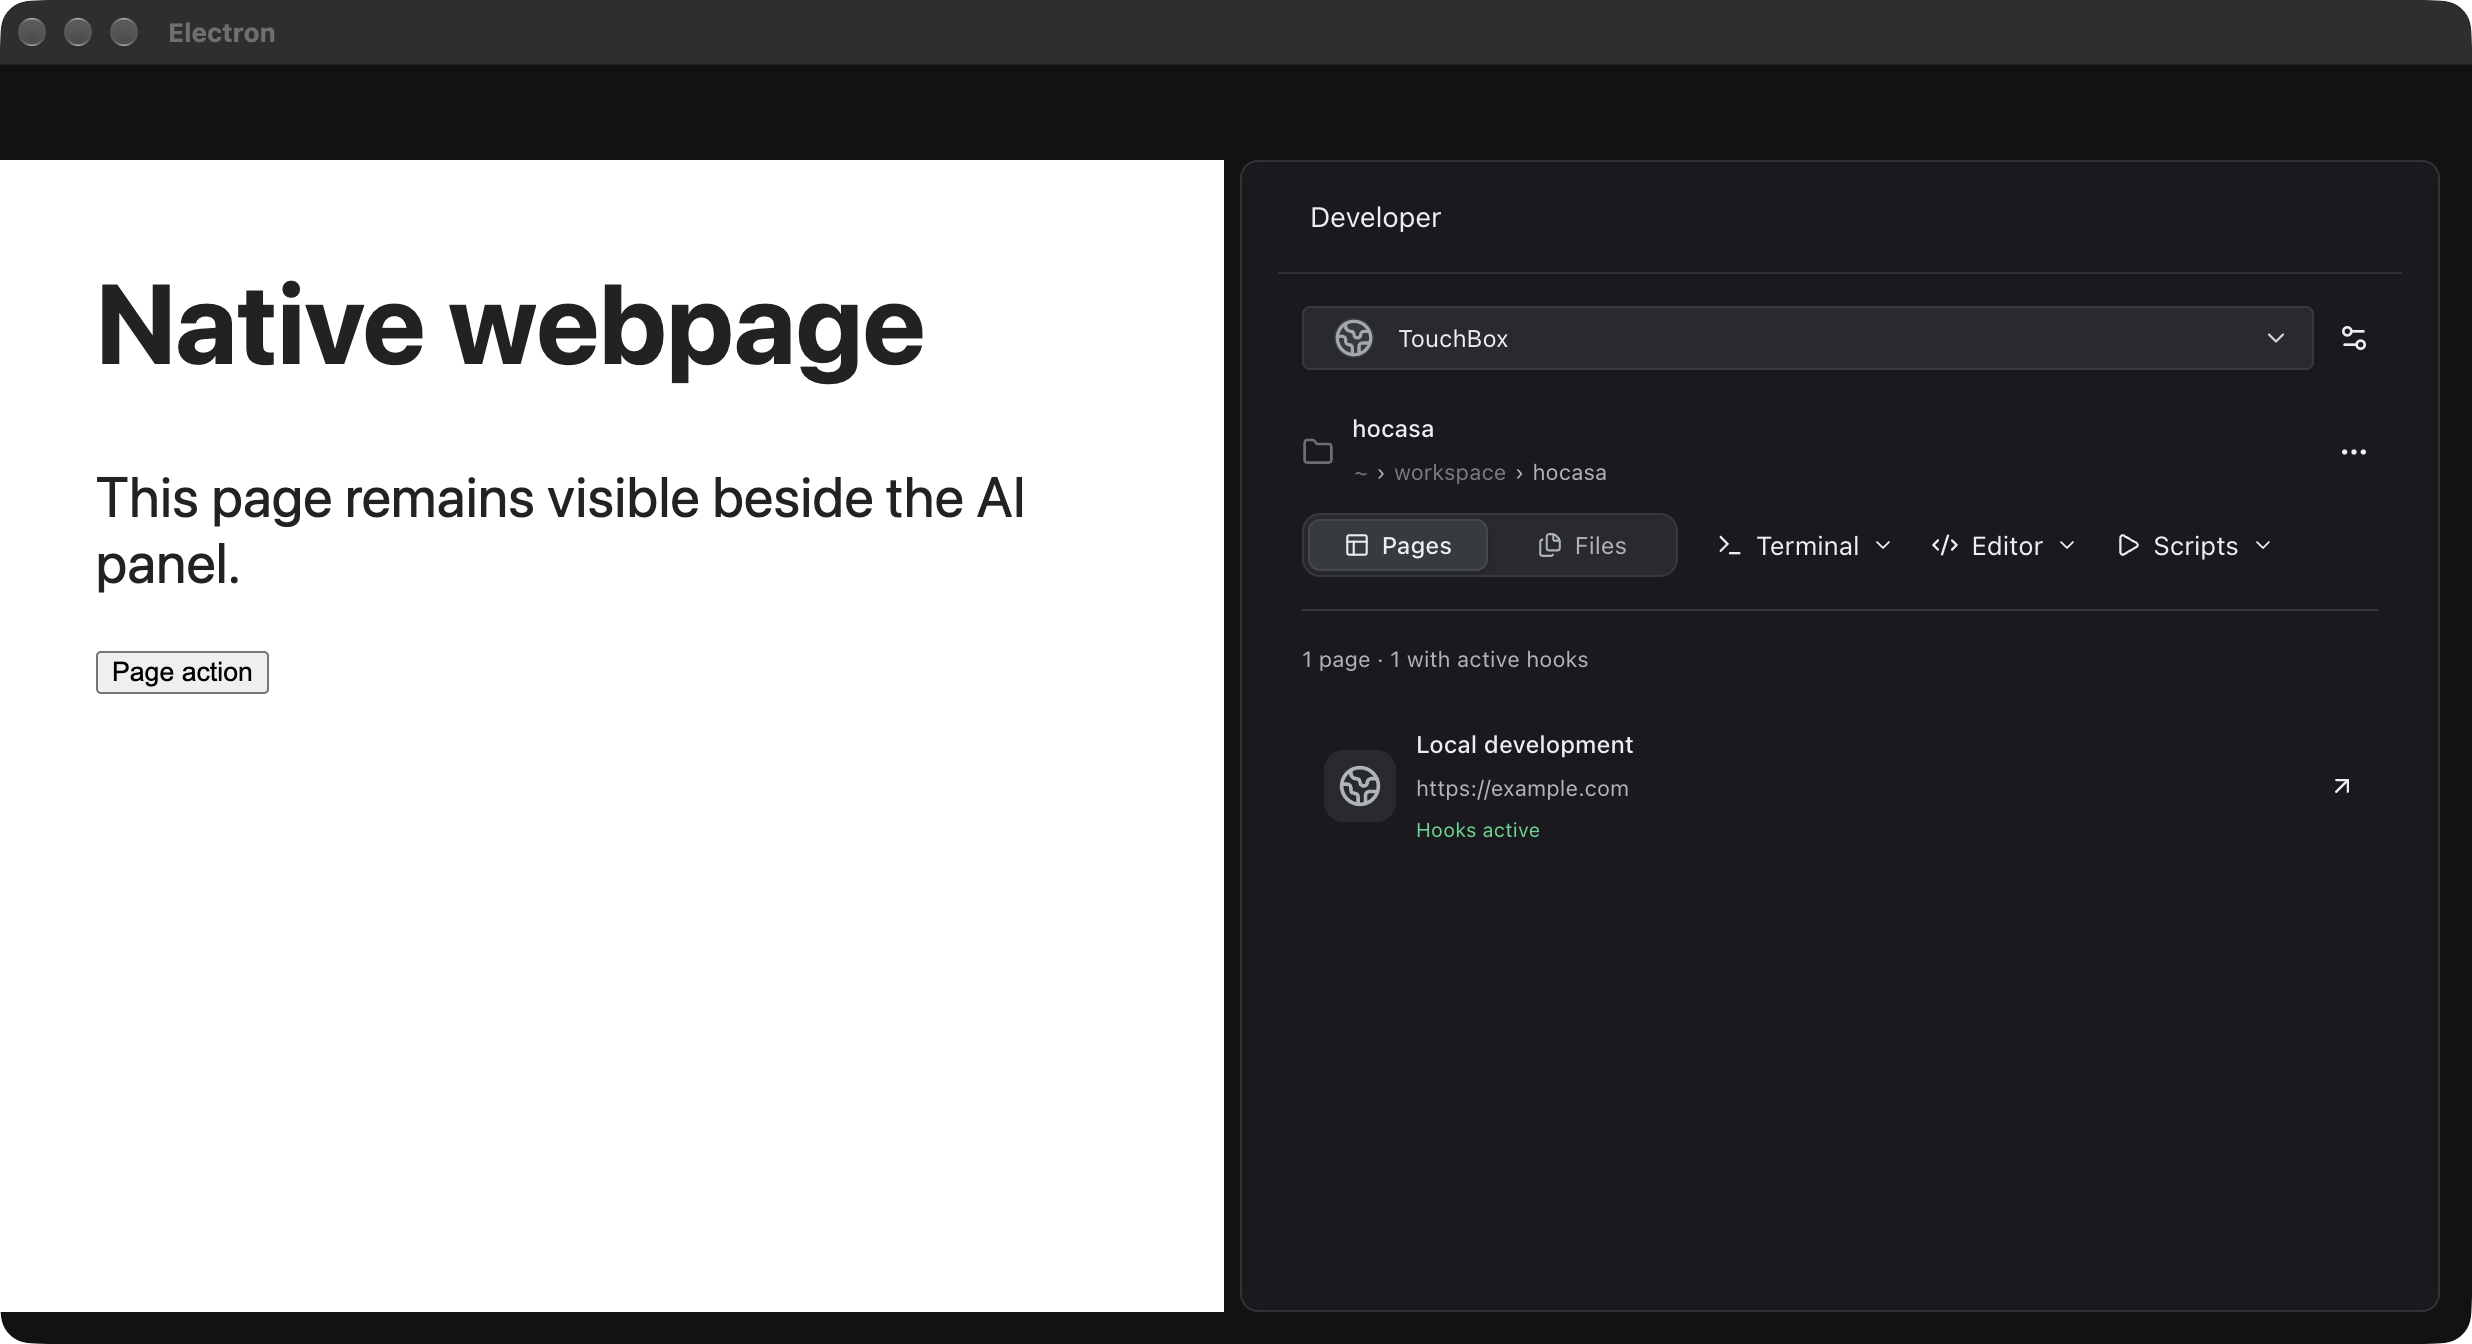 Electron
Native webpage
This page remains visible beside the AI
panel.
Page action
Developer
TouchBox
hocasa
~ › workspace › hocasa
Pages Files Terminal Editor Scripts
1 page · 1 with active hooks
Local development
https://example.com
Hooks active